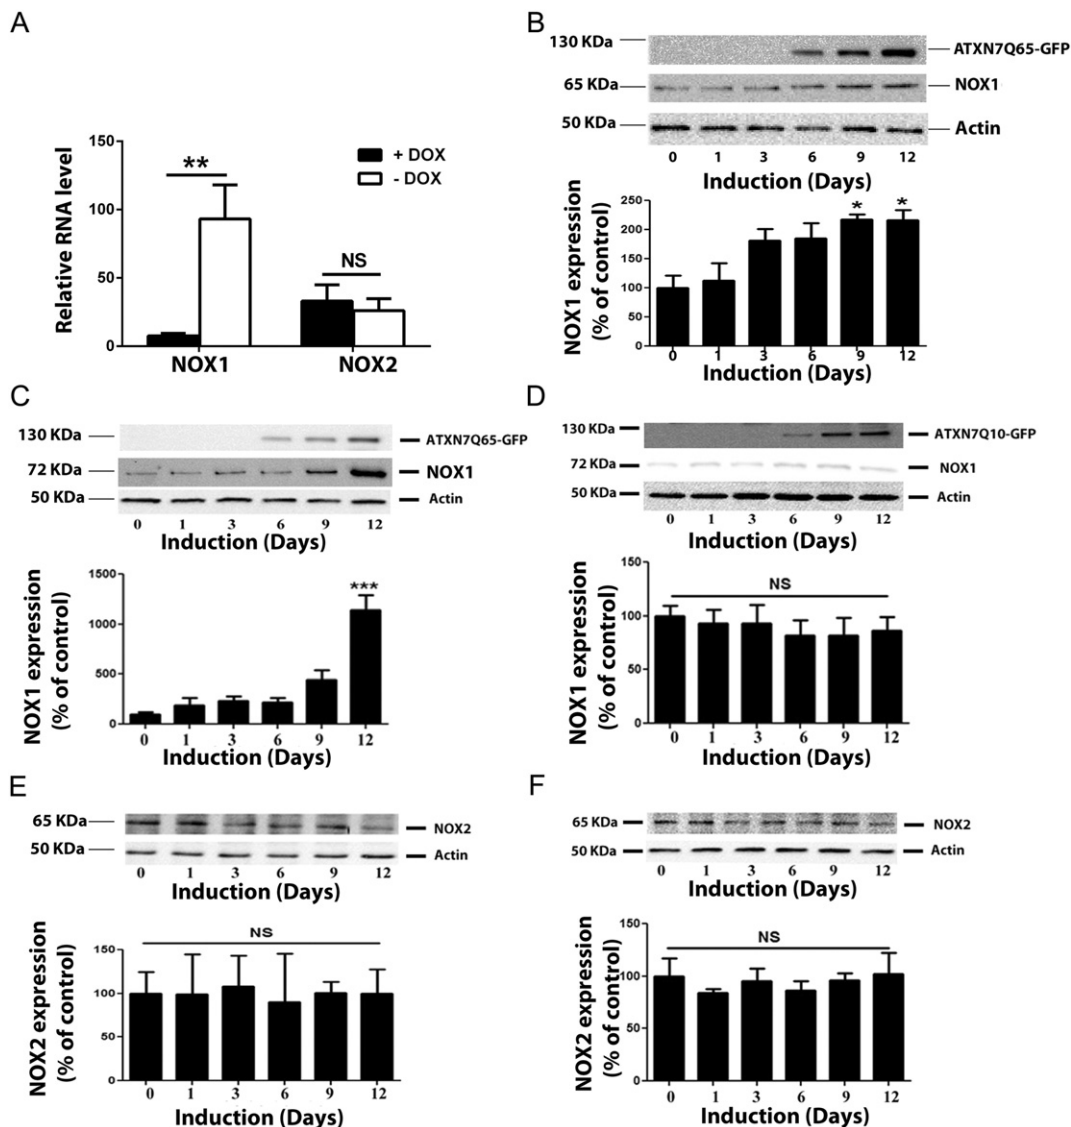 A
150
100
50
0
Relative RNA level
**
NS
+ DOX
- DOX
NOX1 NOX2
B
130 KDa
ATXN7Q65-GFP
65 KDa
NOX1
50 KDa
Actin
0 1 3 6 9 12
Induction (Days)
250
200
150
100
50
0
NOX1 expression
(% of control)
* *
0 1 3 6 9 12
Induction (Days)
C
130 KDa
ATXN7Q65-GFP
72 KDa
NOX1
50 KDa
Actin
0 1 3 6 9 12
Induction (Days)
1500
1000
500
0
NOX1 expression
(% of control)
***
0 1 3 6 9 12
Induction (Days)
D
130 KDa
ATXN7Q10-GFP
72 KDa
NOX1
50 KDa
Actin
0 1 3 6 9 12
Induction (Days)
150
100
50
0
NOX1 expression
(% of control)
NS
0 1 3 6 9 12
Induction (Days)
E
65 KDa
NOX2
50 KDa
Actin
0 1 3 6 9 12
Induction (Days)
150
100
50
0
NOX2 expression
(% of control)
NS
0 1 3 6 9 12
Induction (Days)
F
65 KDa
NOX2
50 KDa
Actin
0 1 3 6 9 12
Induction (Days)
150
100
50
0
NOX2 expression
(% of control)
NS
0 1 3 6 9 12
Induction (Days)